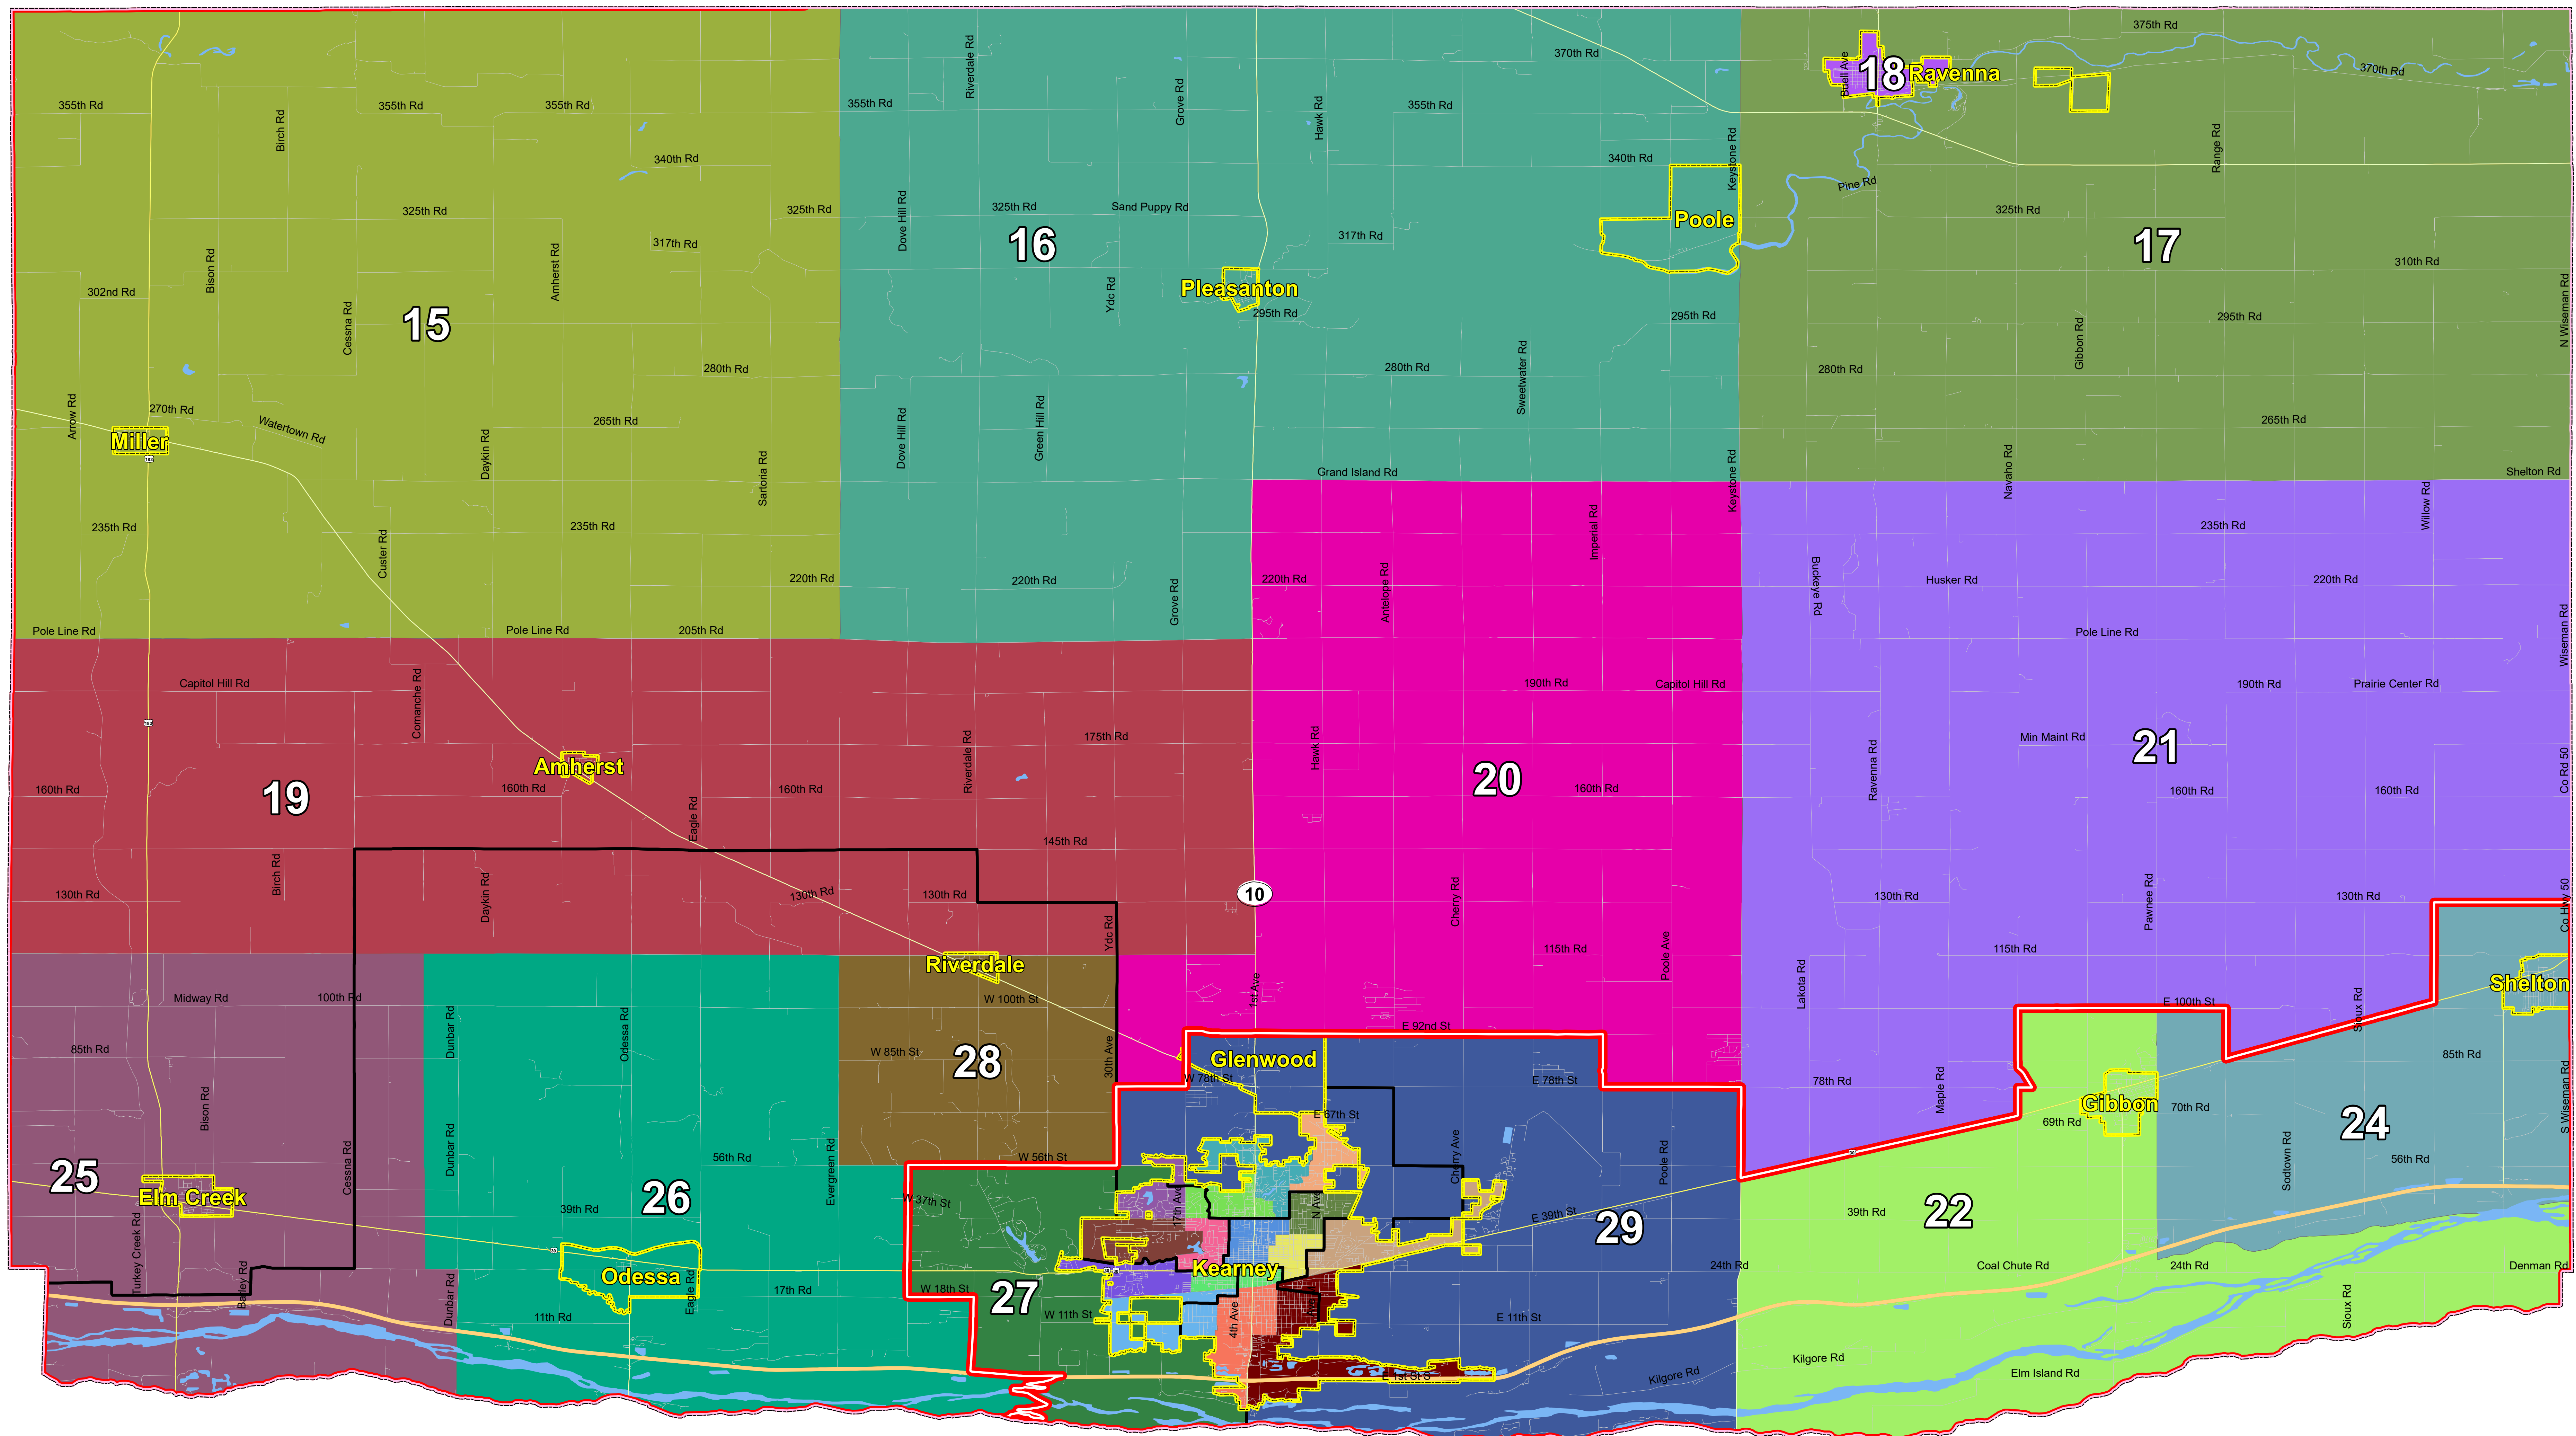 375th Rd
370th Rd
370th Rd
Riverdale Rd
Grove Rd
Buell Ave
18
Ravenna
355th Rd
355th Rd
355th Rd
355th Rd
355th Rd
Birch Rd
Hawk Rd
Keystone Rd
Range Rd
340th Rd
340th Rd
Pine Rd
325th Rd
325th Rd
325th Rd
Sand Puppy Rd
325th Rd
Dove Hill Rd
Poole
317th Rd
317th Rd
16
17
Bison Rd
Amherst Rd
310th Rd
302nd Rd
Pleasanton
Ydc Rd
295th Rd
295th Rd
295th Rd
N Wiseman Rd
15
Cessna Rd
Gibbon Rd
280th Rd
280th Rd
280th Rd
Sweetwater Rd
Arrow Rd
270th Rd
Watertown Rd
265th Rd
265th Rd
Miller
183
Daykin Rd
Sartoria Rd
Dove Hill Rd
Green Hill Rd
Grand Island Rd
Keystone Rd
Navaho Rd
Shelton Rd
Willow Rd
235th Rd
235th Rd
235th Rd
Custer Rd
Imperial Rd
220th Rd
220th Rd
220th Rd
Husker Rd
220th Rd
Grove Rd
Antelope Rd
Buckeye Rd
Pole Line Rd
Pole Line Rd
205th Rd
Pole Line Rd
Wiseman Rd
Capitol Hill Rd
Comanche Rd
190th Rd
Capitol Hill Rd
190th Rd
Prairie Center Rd
183
175th Rd
Min Maint Rd
21
Hawk Rd
Riverdale Rd
Ravenna Rd
Co Rd 50
Amherst
20
19
160th Rd
160th Rd
160th Rd
160th Rd
160th Rd
160th Rd
Eagle Rd
145th Rd
Birch Rd
130th Rd
Daykin Rd
130th Rd
130th Rd
10
Cherry Rd
130th Rd
Pawnee Rd
130th Rd
Co Hwy 50
Ydc Rd
115th Rd
Poole Ave
115th Rd
Riverdale
Shelton
Midway Rd
100th Rd
W 100th St
1st Ave
Lakota Rd
E 100th St
Sioux Rd
E 92nd St
85th Rd
Dunbar Rd
Odessa Rd
W 85th St
28
30th Ave
Glenwood
85th Rd
W 78th St
E 78th St
78th Rd
Maple Rd
S Wiseman Rd
Bison Rd
E 67th St
Gibbon
70th Rd
69th Rd
24
Dunbar Rd
Cessna Rd
56th Rd
Evergreen Rd
W 56th St
Cherry Ave
Poole Rd
30
Sodtown Rd
56th Rd
25
Elm Creek
26
39th Rd
W 37th St
17th Ave
N Ave
E 39th St
29
39th Rd
22
Turkey Creek Rd
30
Odessa
Eagle Rd
Kearney
24th Rd
Coal Chute Rd
24th Rd
Denman Rd
Bailey Rd
Dunbar Rd
17th Rd
W 18th St
27
11th Rd
W 11th St
4th Ave
E 11th St
Sioux Rd
Kilgore Rd
E 1st St S
Kilgore Rd
Elm Island Rd